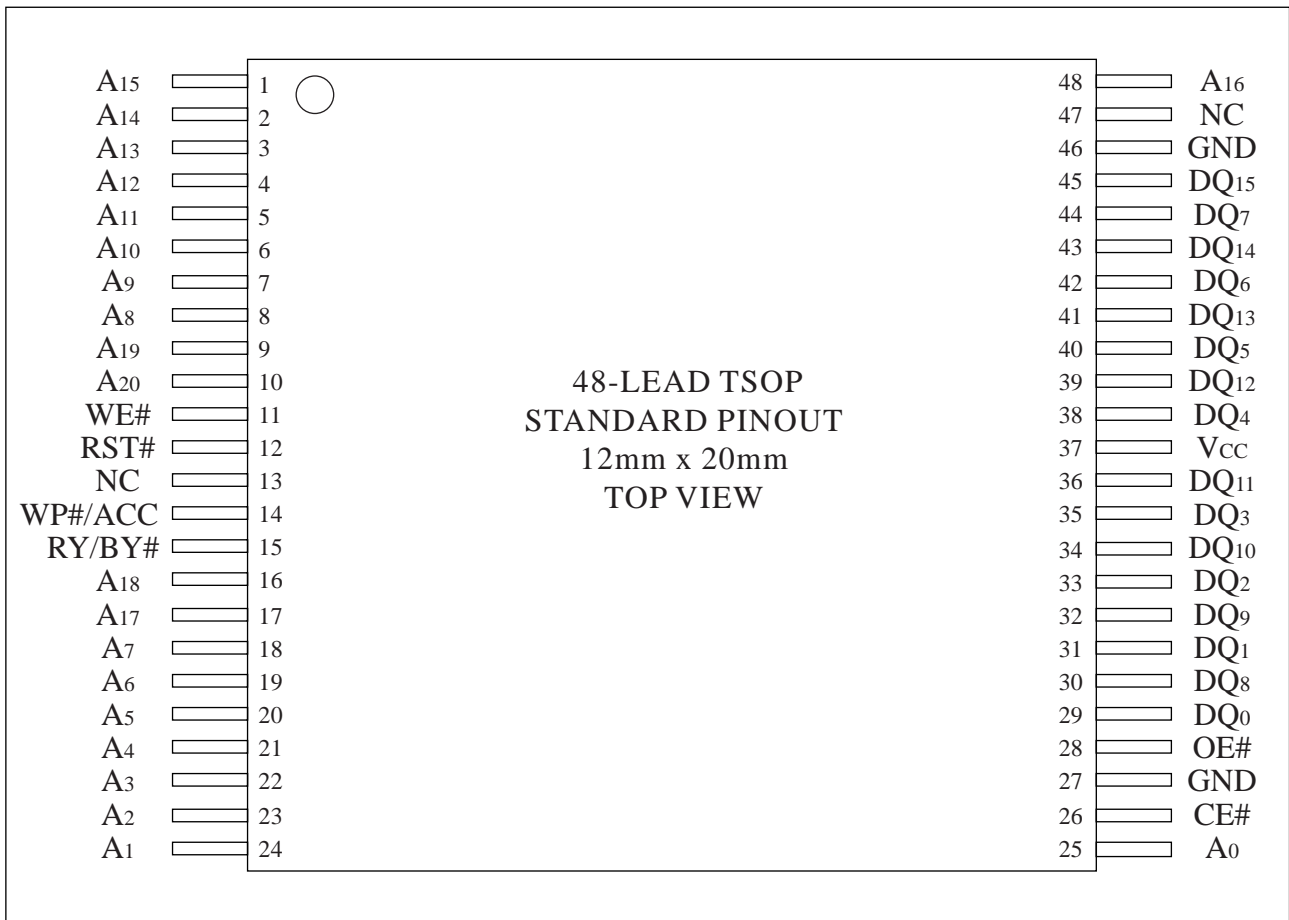 A15 1 48 A16
A14 2 47 NC
A13 3 46 GND
A12 4 45 DQ15
A11 5 44 DQ7
A10 6 43 DQ14
A9 7 42 DQ6
A8 8 41 DQ13
A19 9 40 DQ5
A20 10 39 DQ12
WE# 11 38 DQ4
RST# 12 37 VCC
NC 13 36 DQ11
WP#/ACC 14 35 DQ3
RY/BY# 15 34 DQ10
A18 16 33 DQ2
A17 17 32 DQ9
A7 18 31 DQ1
A6 19 30 DQ8
A5 20 29 DQ0
A4 21 28 OE#
A3 22 27 GND
A2 23 26 CE#
A1 24 25 A0
48-LEAD TSOP
STANDARD PINOUT
12mm x 20mm
TOP VIEW